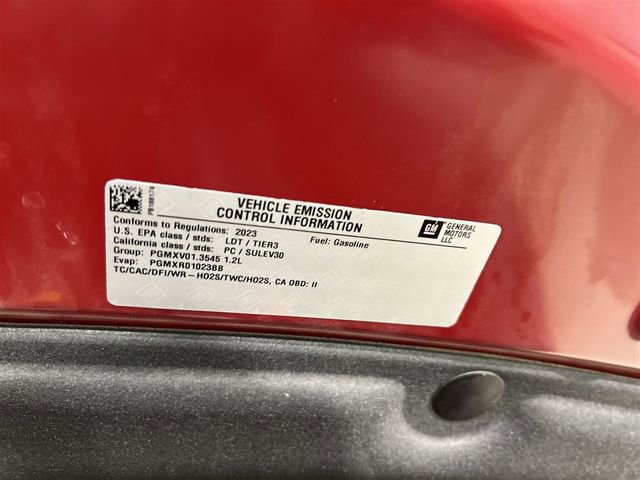 PB188174
VEHICLE EMISSION
CONTROL INFORMATION
Conforms to Regulations: 2023
U.S. EPA class / stds: LDT / TIER3
Fuel: Gasoline
California class / stds: PC / SULEV30
Group: PGMXV01.3545 1.2L
Evap: PGMXR0102388
TC/CAC/DFI/WR-HO2S/TWC/HO2S, CA OBD: II
GM
GENERAL
MOTORS
LLC